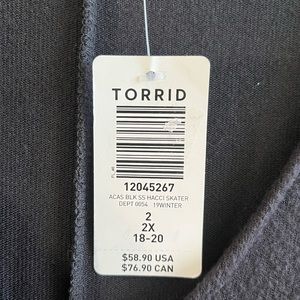 TORRID
12045267
ACAS BLK SS HACCI SKATER
DEPT 0054 19WINTER
2
2X
18-20
$58.90 USA
$76.90 CAN